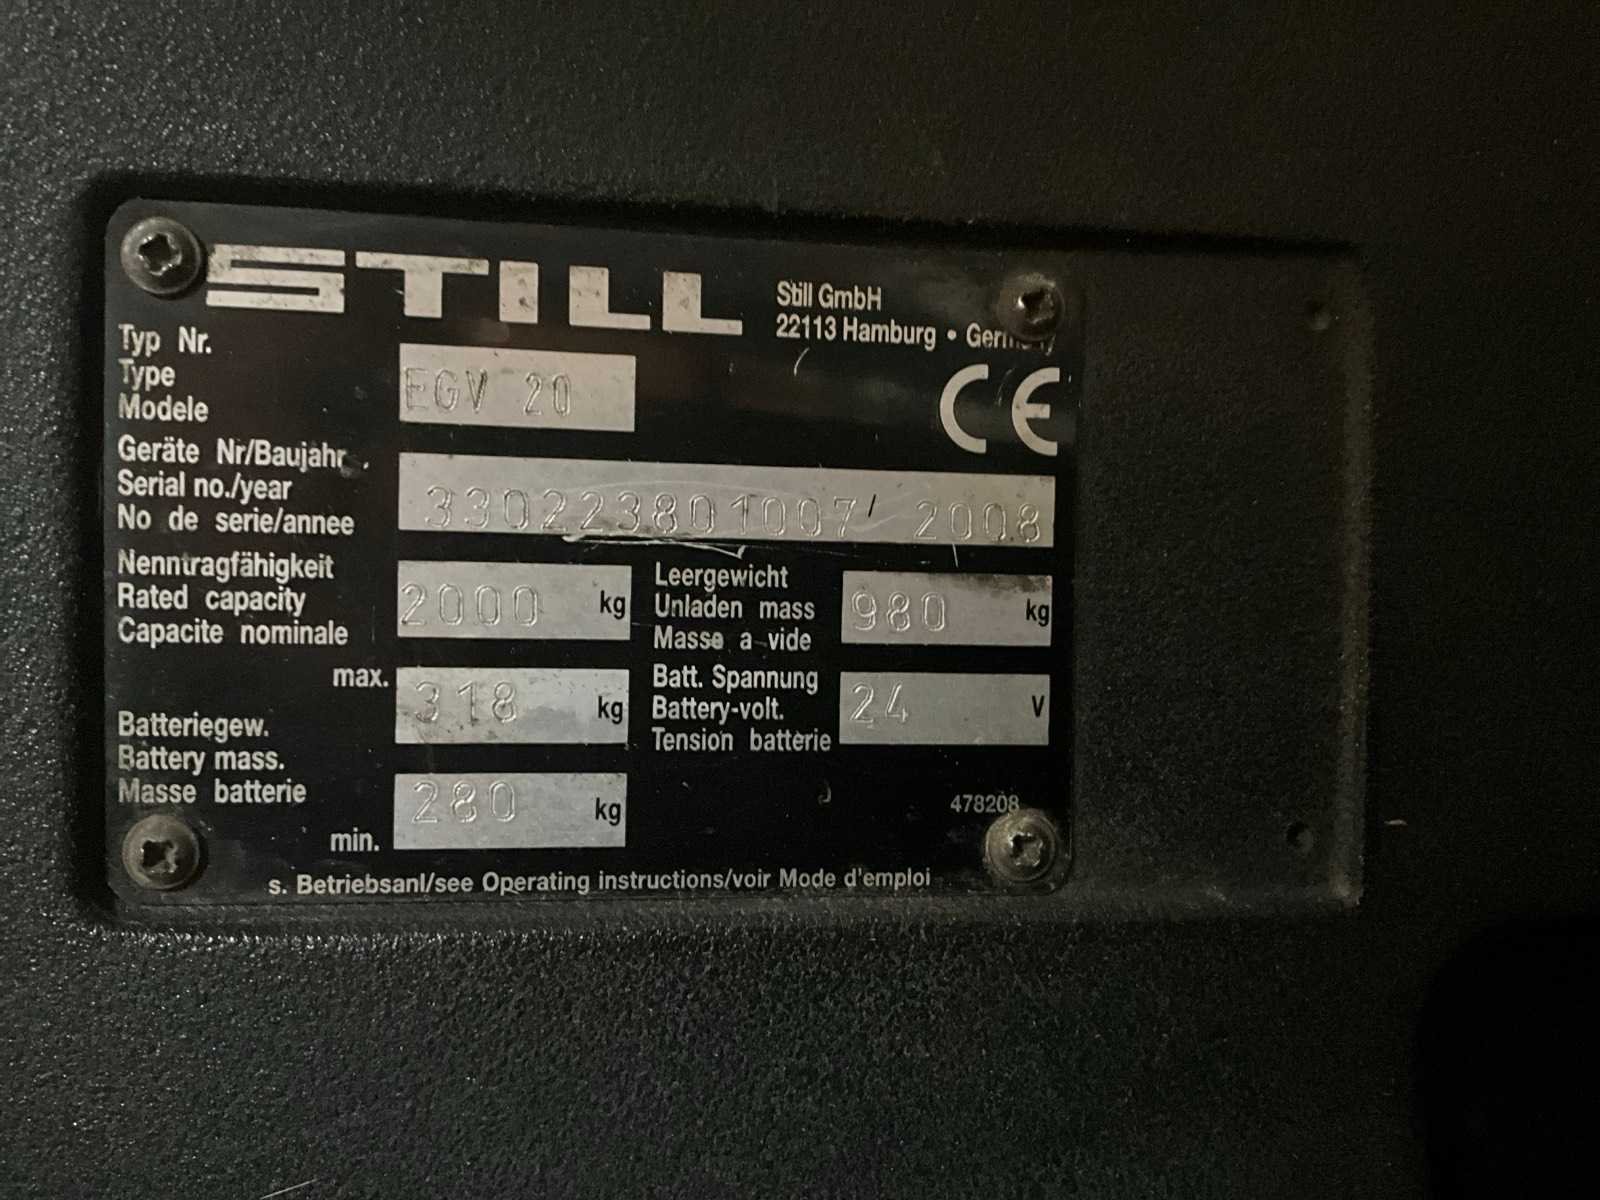 STILL
Still GmbH
22113 Hamburg • Germany
Typ Nr.
Type
Modele
EGV 20
CE
Geräte Nr/Baujahr
Serial no./year
No de serie/annee
330223801007/ 2008
Nenntragfähigkeit
Rated capacity
Capacite nominale
2000 kg
Leergewicht
Unladen mass
Masse a vide
980 kg
max.
318 kg
Batteriegew.
Battery mass.
Masse batterie
min.
280 kg
Batt. Spannung
Battery-volt.
Tension batterie
24 V
478208
s. Betriebsanl/see Operating instructions/voir Mode d'emploi